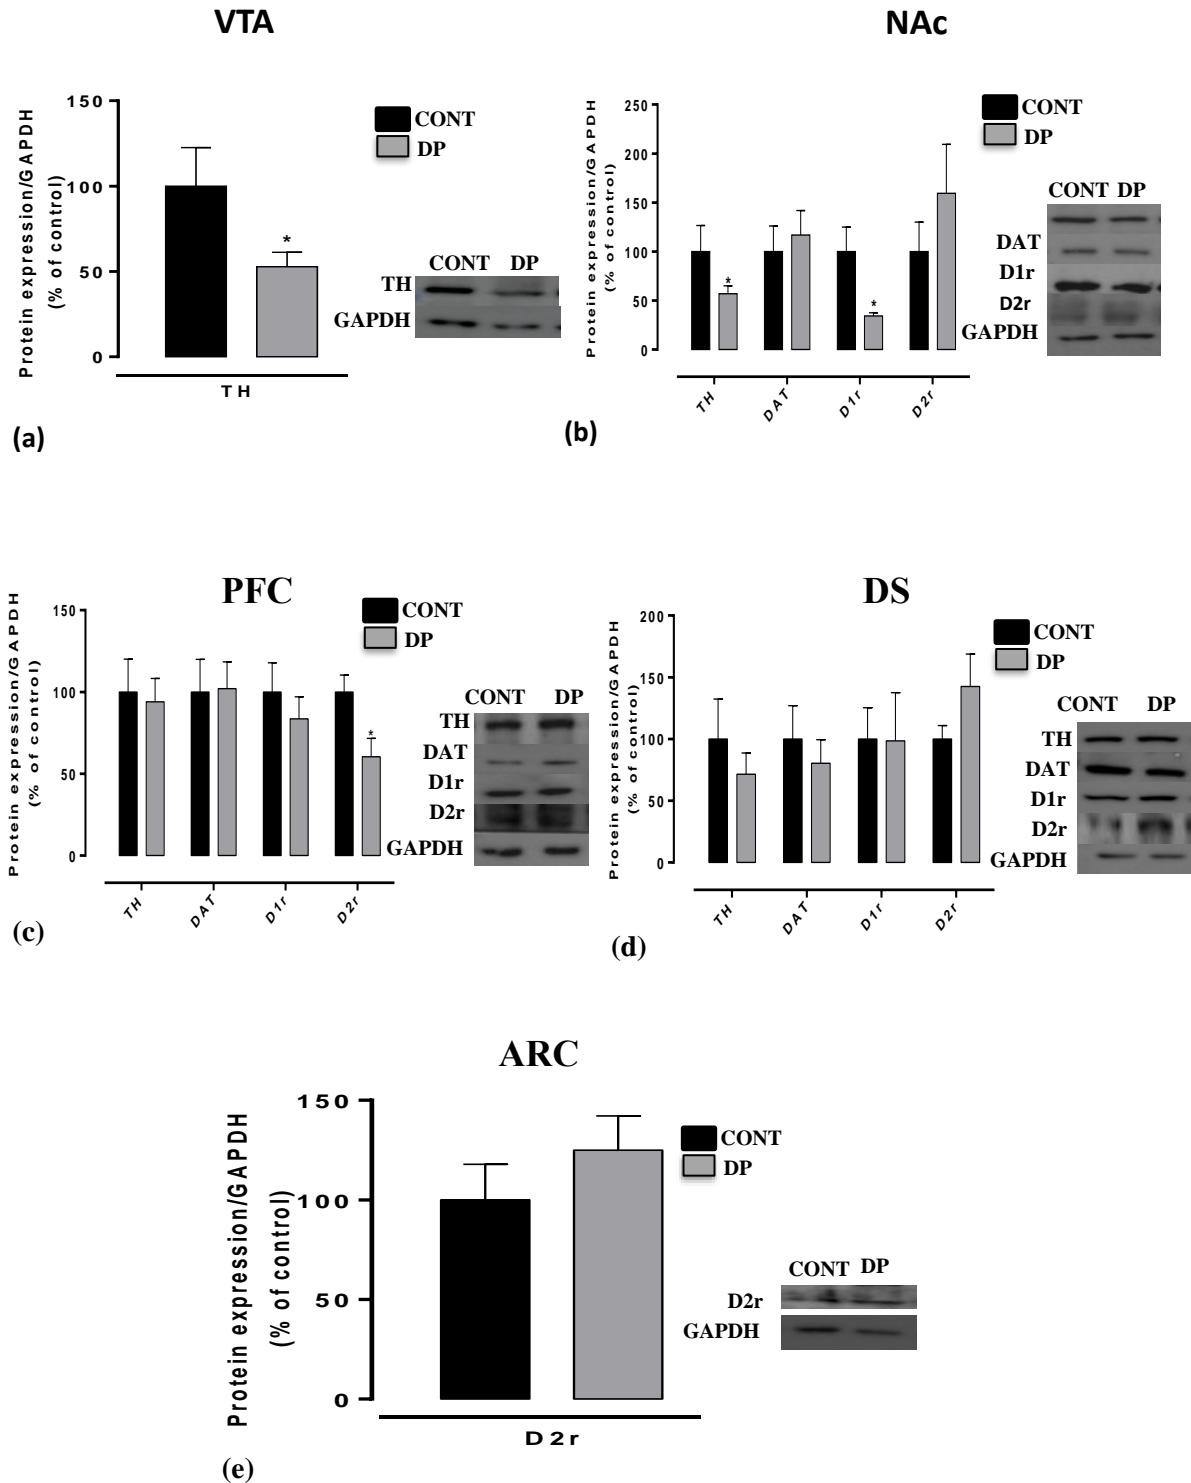 VTA
NAc
Protein expression/GAPDH
(% of control)
150
100
50
0
CONT
DP
*
TH
CONT DP
TH
GAPDH
(a)
Protein expression/GAPDH
(% of control)
250
200
150
100
50
0
CONT
DP
*
*
TH
DAT
D1r
D2r
CONT DP
DAT
D1r
D2r
GAPDH
(b)
PFC
DS
Protein expression/GAPDH
(% of control)
150
100
50
0
CONT
DP
*
TH
DAT
D1r
D2r
CONT DP
TH
DAT
D1r
D2r
GAPDH
(c)
Protein expression/GAPDH
(% of control)
200
150
100
50
0
CONT
DP
TH
DAT
D1r
D2r
CONT DP
TH
DAT
D1r
D2r
GAPDH
(d)
ARC
Protein expression/GAPDH
(% of control)
150
100
50
0
CONT
DP
D2r
CONT DP
D2r
GAPDH
(e)